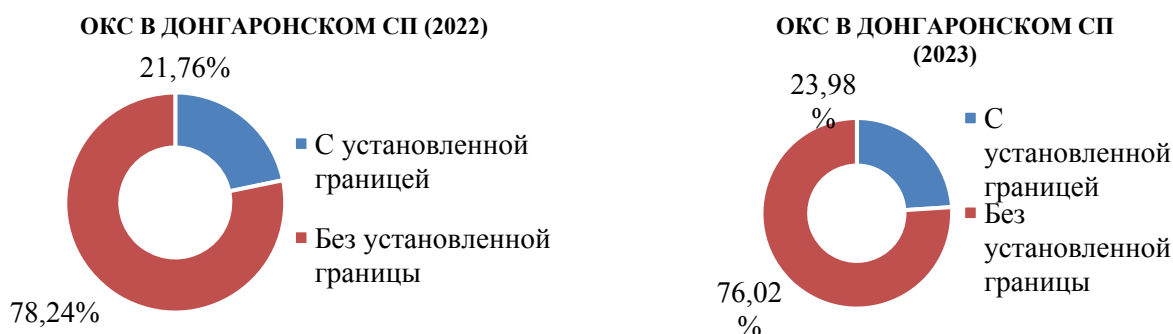 ОКС В ДОНГАРОНСКОМ СП (2022)
21,76%
С установленной
границей
Без установленной
границы
78,24%
ОКС В ДОНГАРОНСКОМ СП
(2023)
23,98
%
С
установленной
границей
Без
установленной
границы
76,02
%